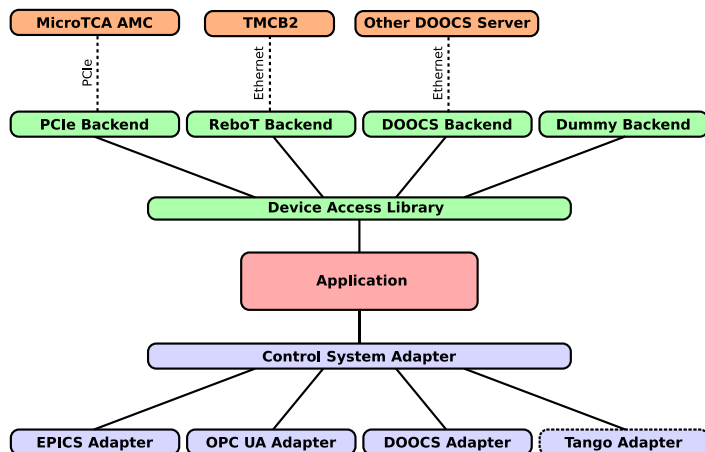 MicroTCA AMC
TMCB2
Other DOOCS Server
PCIe
Ethernet
Ethernet
PCIe Backend
ReboT Backend
DOOCS Backend
Dummy Backend
Device Access Library
Application
Control System Adapter
EPICS Adapter
OPC UA Adapter
DOOCS Adapter
Tango Adapter